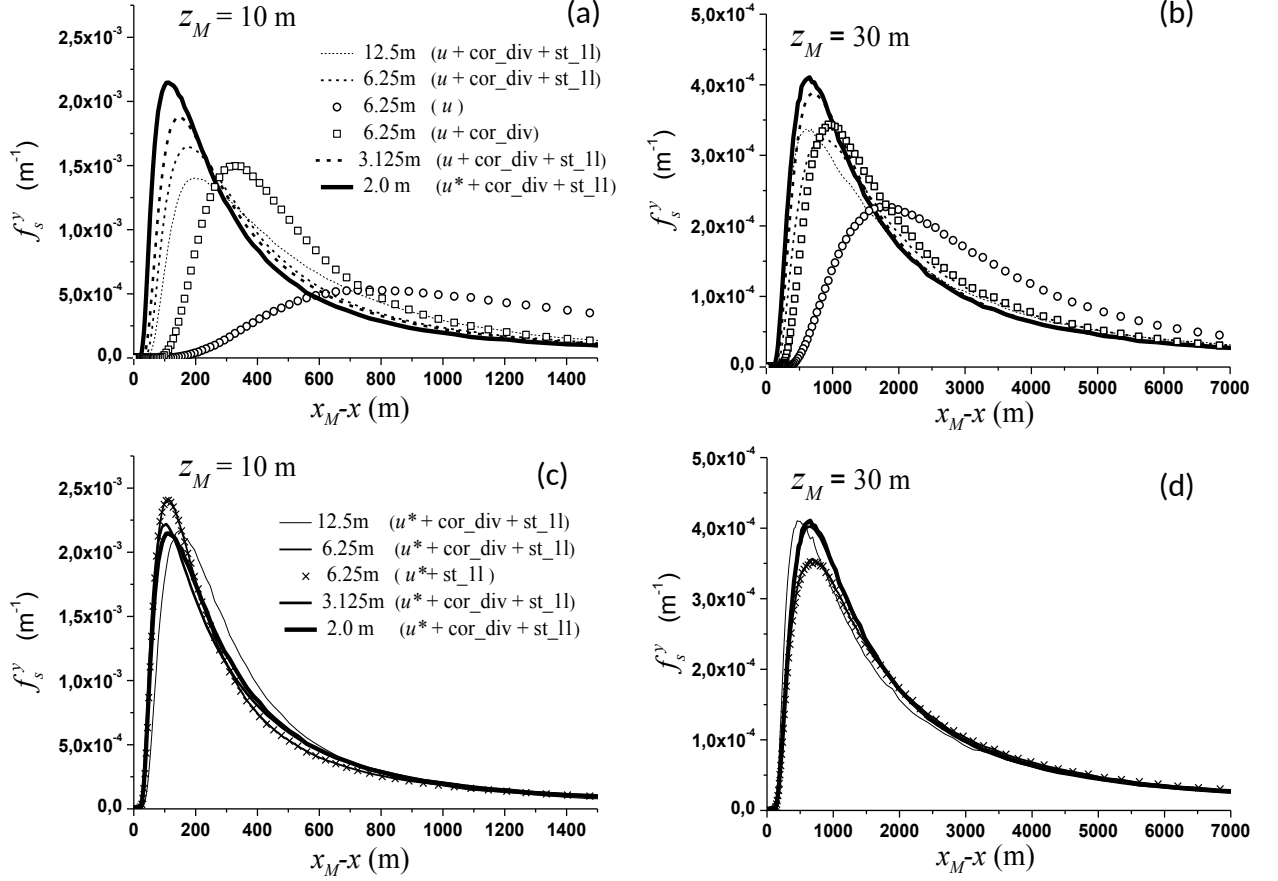 z_M = 10 m
(a)
2,5x10⁻³
2,0x10⁻³
1,5x10⁻³
1,0x10⁻³
5,0x10⁻⁴
0,0
f_s^y (m⁻¹)
12.5m (u + cor_div + st_1l)
6.25m (u + cor_div + st_1l)
6.25m ( u )
6.25m (u + cor_div)
3.125m (u + cor_div + st_1l)
2.0 m (u* + cor_div + st_1l)
0 200 400 600 800 1000 1200 1400
x_M-x (m)
z_M = 30 m
(b)
5,0x10⁻⁴
4,0x10⁻⁴
3,0x10⁻⁴
2,0x10⁻⁴
1,0x10⁻⁴
0,0
f_s^y (m⁻¹)
0 1000 2000 3000 4000 5000 6000 7000
x_M-x (m)
z_M = 10 m
(c)
2,5x10⁻³
2,0x10⁻³
1,5x10⁻³
1,0x10⁻³
5,0x10⁻⁴
0,0
f_s^y (m⁻¹)
12.5m (u* + cor_div + st_1l)
6.25m (u* + cor_div + st_1l)
6.25m ( u*+ st_1l)
3.125m (u* + cor_div + st_1l)
2.0 m (u* + cor_div + st_1l)
0 200 400 600 800 1000 1200 1400
x_M-x (m)
z_M = 30 m
(d)
5,0x10⁻⁴
4,0x10⁻⁴
3,0x10⁻⁴
2,0x10⁻⁴
1,0x10⁻⁴
0,0
f_s^y (m⁻¹)
0 1000 2000 3000 4000 5000 6000 7000
x_M-x (m)